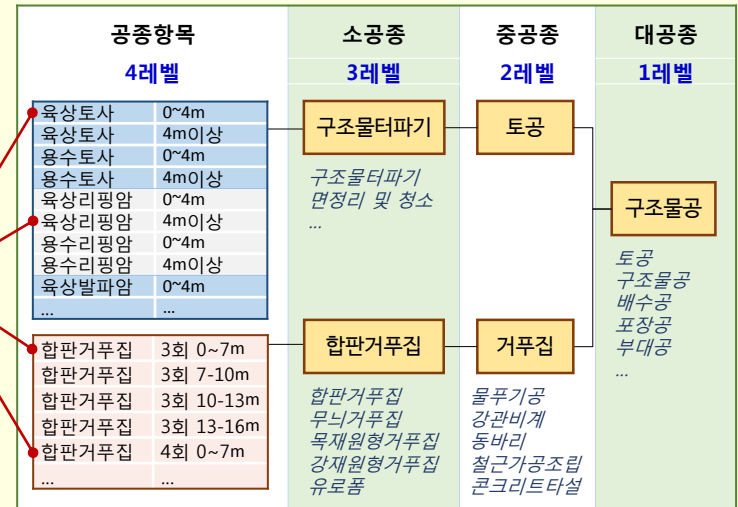 공종항목 소공종 중공종 대공종
4레벨 3레벨 2레벨 1레벨
육상토사 0~4m
육상토사 4m이상
용수토사 0~4m
용수토사 4m이상
육상리핑암 0~4m
육상리핑암 4m이상
용수리핑암 0~4m
용수리핑암 4m이상
육상발파암 0~4m
... ...
합판거푸집 3회 0~7m
합판거푸집 3회 7-10m
합판거푸집 3회 10-13m
합판거푸집 3회 13-16m
합판거푸집 4회 0~7m
... ...
구조물터파기
구조물터파기
면정리 및 청소
...
합판거푸집
합판거푸집
무늬거푸집
목재원형거푸집
강재원형거푸집
유로폼
토공
거푸집
물푸기공
강관비계
동바리
철근가공조립
콘크리트타설
구조물공
토공
구조물공
배수공
포장공
부대공
...